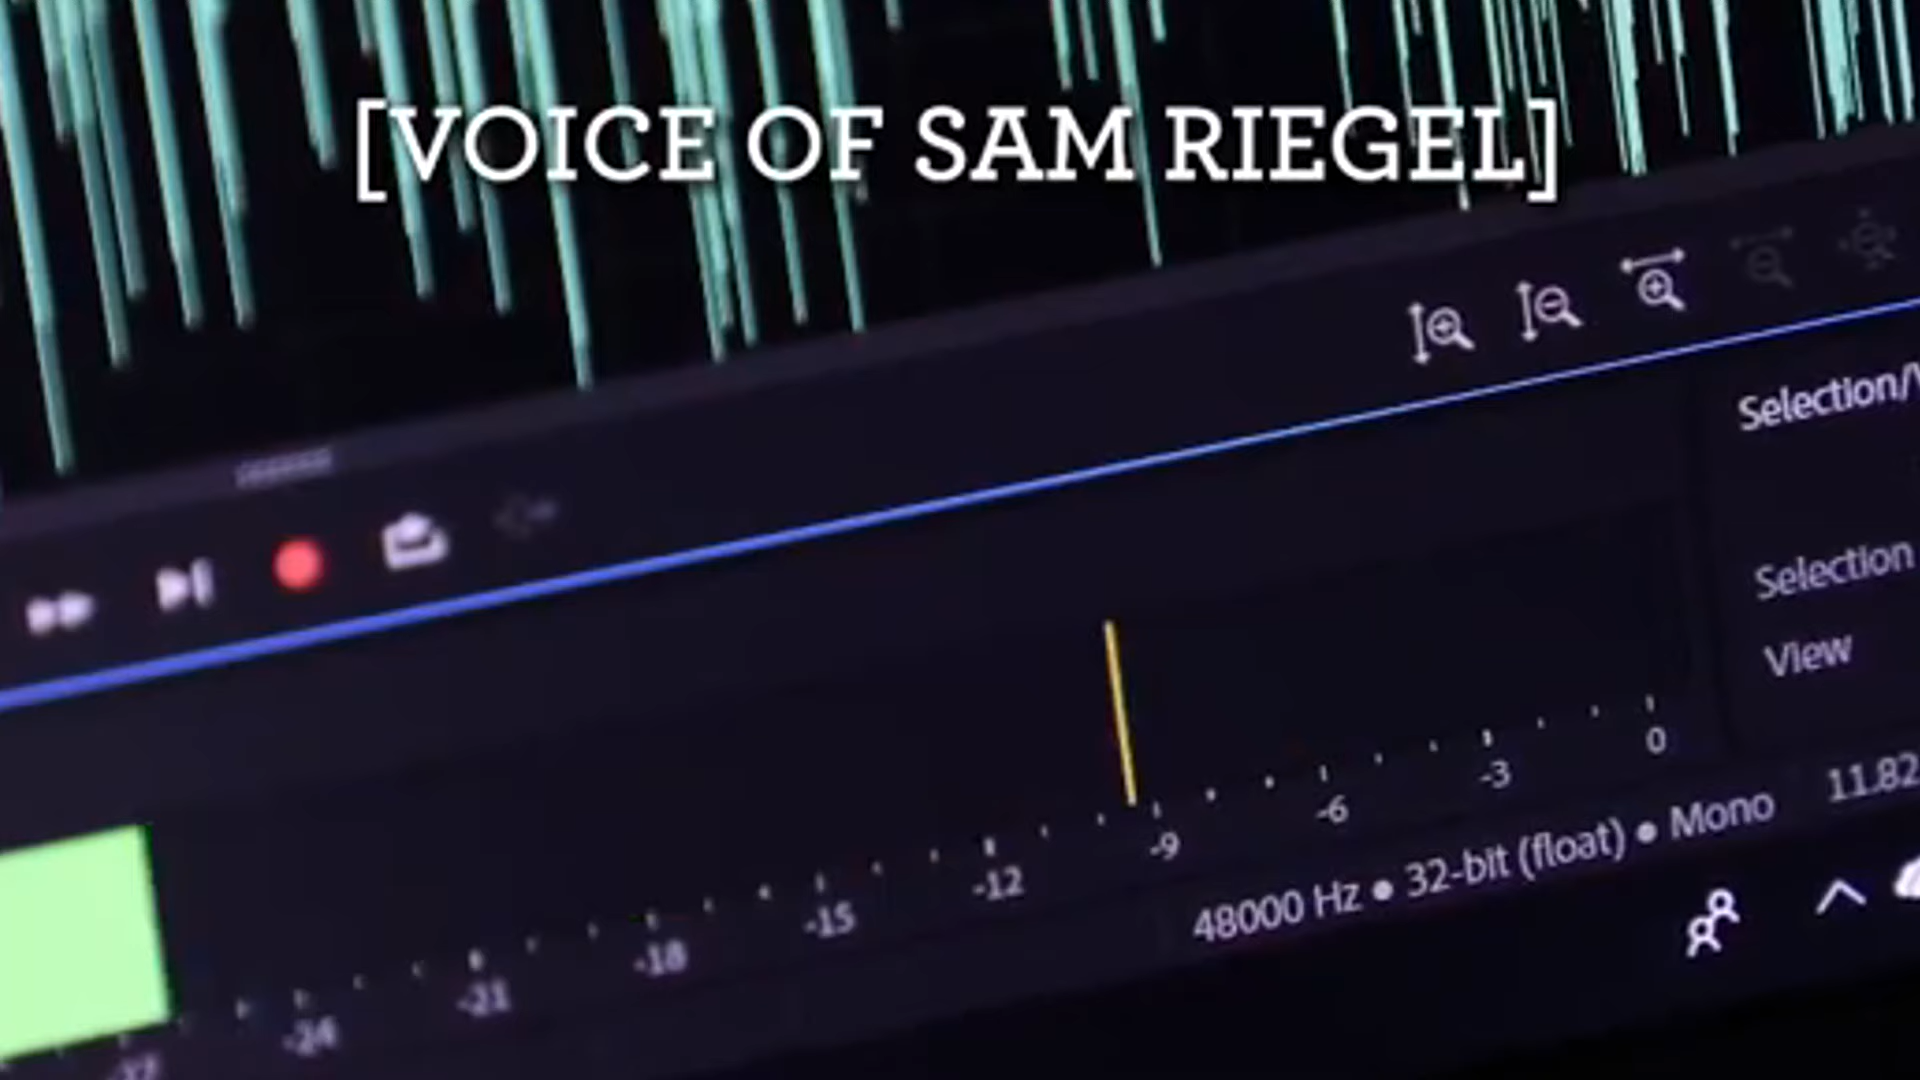 [VOICE OF SAM RIEGEL]
Selection/
Selection
View
0
-3
-6
-9
-12
-15
-18
-21
-24
-27
48000 Hz • 32-bit (float) • Mono
11.82